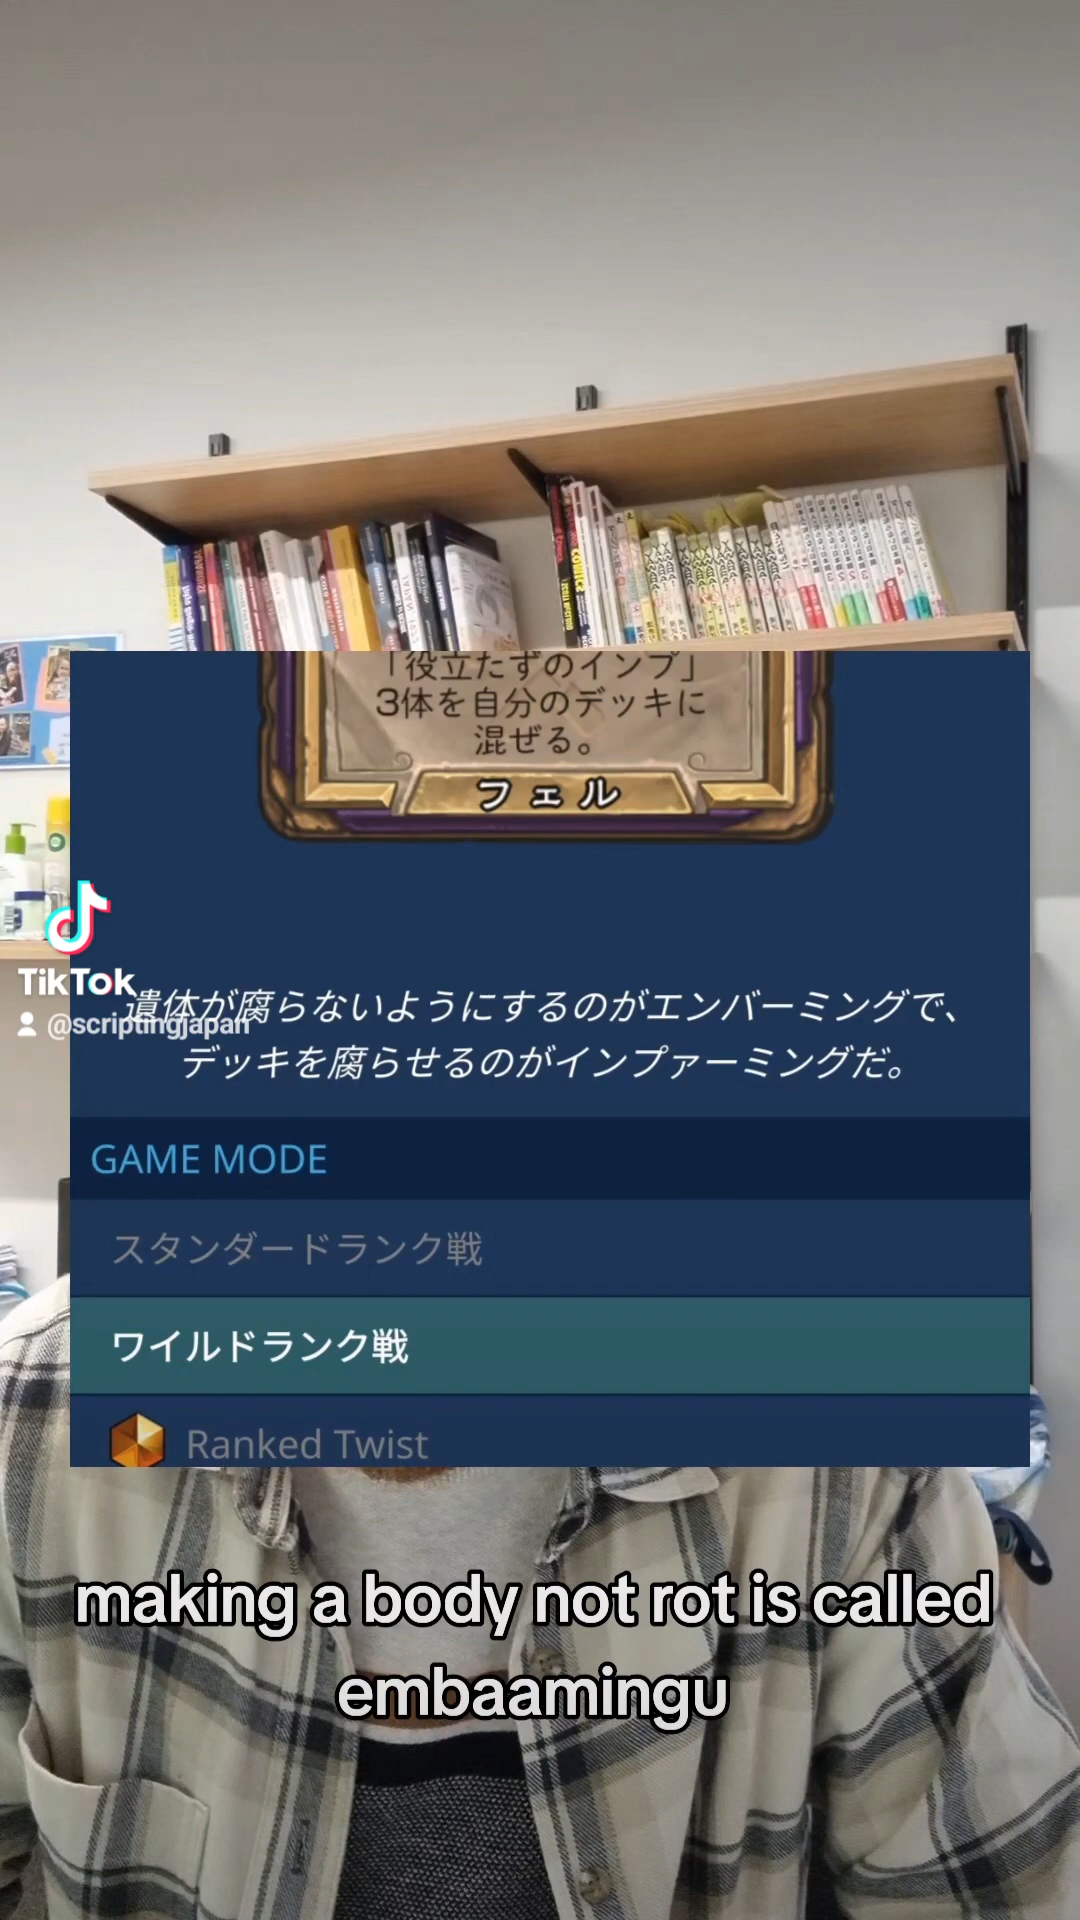 「役立たずのインプ」
3体を自分のデッキに
混ぜる。
フェル
TikTok
@scriptingjapan
遺体が腐らないようにするのがエンバーミングで、
デッキを腐らせるのがインプァーミングだ。
GAME MODE
スタンダードランク戦
ワイルドランク戦
Ranked Twist
making a body not rot is called
embaamingu